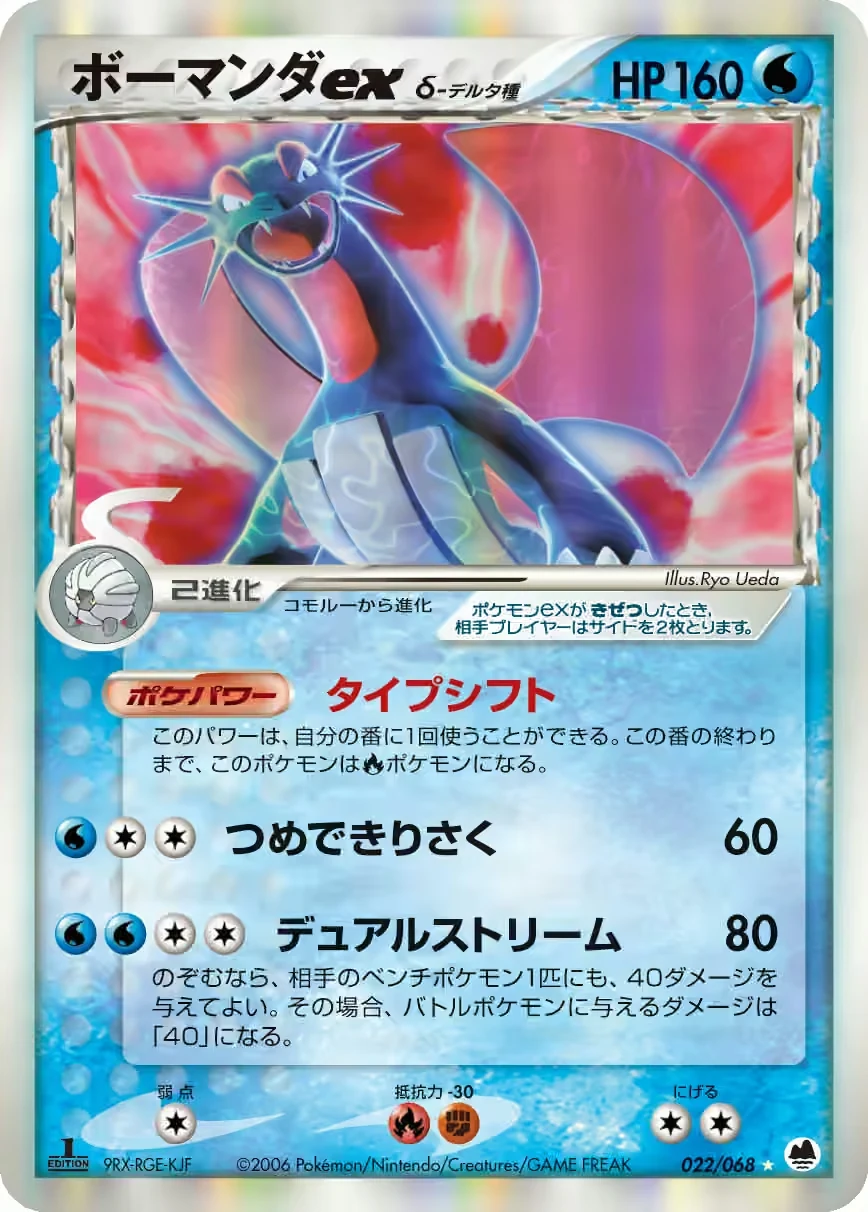 ボーマンダex δ-デルタ種 HP160
Illus.Ryo Ueda
己進化
コモルーから進化
ポケモンexが きぜつしたとき、
相手プレイヤーはサイドを2枚とります。
ポケパワー タイプシフト
このパワーは、自分の番に1回使うことができる。この番の終わり
まで、このポケモンはポケモンになる。
つめできりさく 60
デュアルストリーム 80
のぞむなら、相手のベンチポケモン1匹にも、40ダメージを
与えてよい。その場合、バトルポケモンに与えるダメージは
「40」になる。
弱点 抵抗力 -30 にげる
1 EDITION 9RX-RGE-KJF ©2006 Pokémon/Nintendo/Creatures/GAME FREAK 022/068 ★